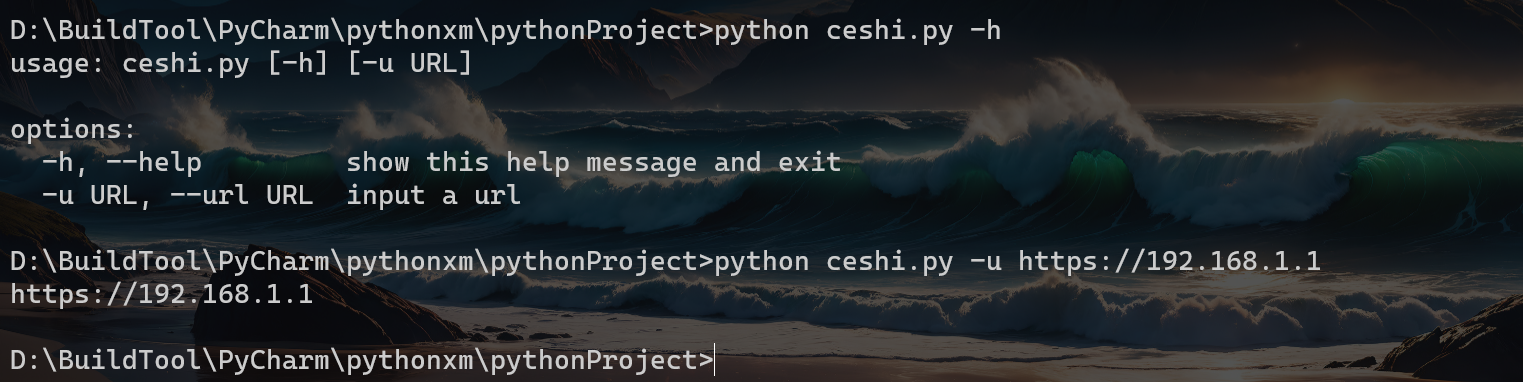 D:\BuildTool\PyCharm\pythonxm\pythonProject>python ceshi.py -h
usage: ceshi.py [-h] [-u URL]
options:
  -h, --help         show this help message and exit
  -u URL, --url URL  input a url
D:\BuildTool\PyCharm\pythonxm\pythonProject>python ceshi.py -u https://192.168.1.1
https://192.168.1.1
D:\BuildTool\PyCharm\pythonxm\pythonProject>